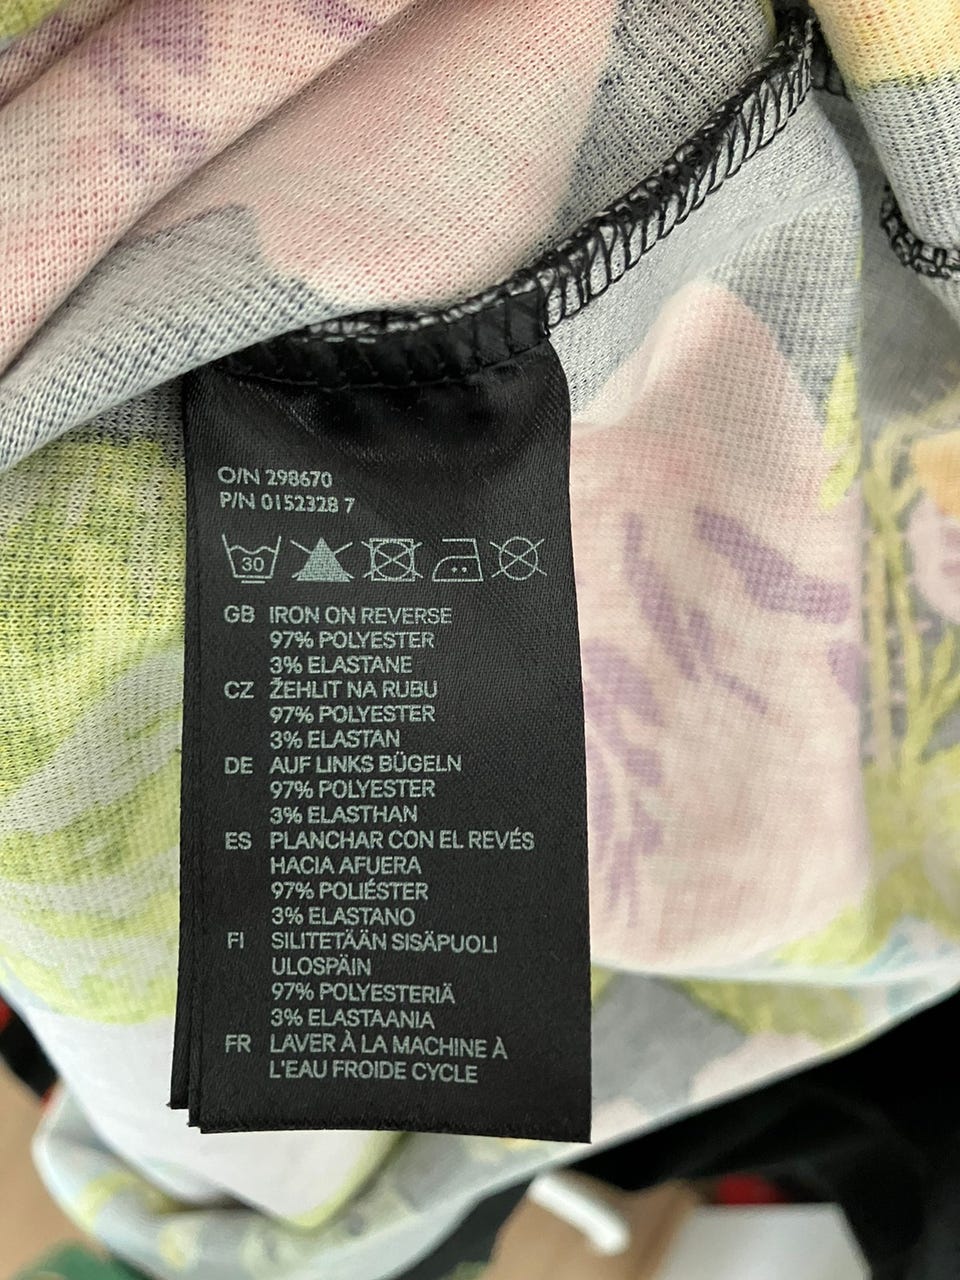 O/N 298670
P/N 0152328 7
30
GB IRON ON REVERSE
97% POLYESTER
3% ELASTANE
CZ ŽEHLIT NA RUBU
97% POLYESTER
3% ELASTAN
DE AUF LINKS BÜGELN
97% POLYESTER
3% ELASTHAN
ES PLANCHAR CON EL REVÉS
HACIA AFUERA
97% POLIÉSTER
3% ELASTANO
FI SILITETÄÄN SISÄPUOLI
ULOSPÄIN
97% POLYESTERIÄ
3% ELASTAANIA
FR LAVER À LA MACHINE À
L'EAU FROIDE CYCLE